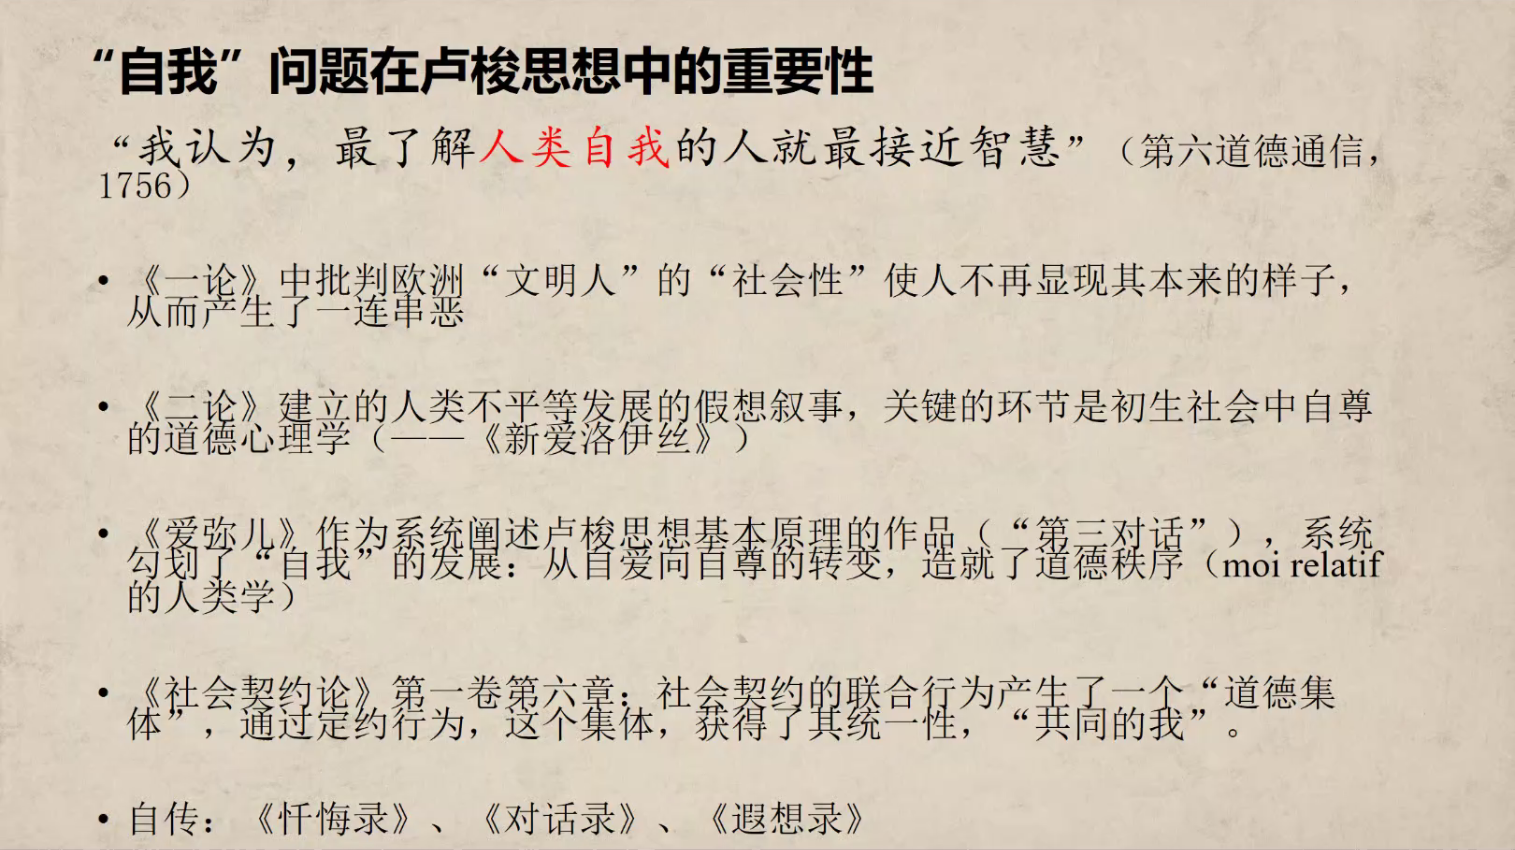 “自我”问题在卢梭思想中的重要性
“我认为，最了解人类自我的人就最接近智慧”（第六道德通信，
1756）
• 《一论》中批判欧洲“文明人”的“社会性”使人不再显现其本来的样子，
从而产生了一连串恶
• 《二论》建立的人类不平等发展的假想叙事，关键的环节是初生社会中自尊
的道德心理学（——《新爱洛伊丝》）
• 《爱弥儿》作为系统阐述卢梭思想基本原理的作品（“第三对话”），系统
勾划了“自我”的发展：从自爱向自尊的转变，造就了道德秩序（moi relatif
的人类学）
• 《社会契约论》第一卷第六章：社会契约的联合行为产生了一个“道德集
体”，通过定约行为，这个集体，获得了其统一性，“共同的我”。
• 自传：《忏悔录》、《对话录》、《遐想录》